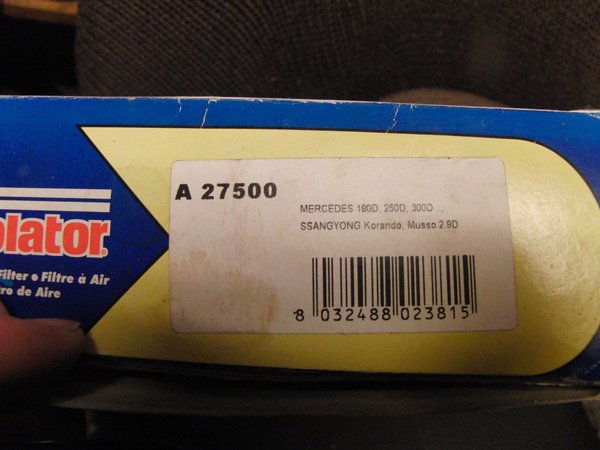 olator®
Filter • Filtre à Air
ro de Aire
A 27500
MERCEDES 190D, 250D, 300D ...
SSANGYONG Korando, Musso 2.9D
8 032488 023815